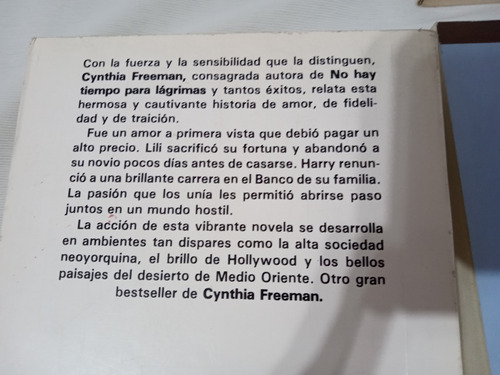 Con la fuerza y la sensibilidad que la distinguen,
Cynthia Freeman, consagrada autora de No hay
tiempo para lágrimas y tantos éxitos, relata esta
hermosa y cautívante historia de amor, de fideli-
dad y de traición.
Fue un amor a primera vista que debió pagar un
alto precio. Lili sacrificó su fortuna y abandonó a
su novio pocos días antes de casarse. Harry renun-
ció a una brillante carrera en el Banco de su familia.
La pasión que los unía les permitió abrirse paso
juntos en un mundo hostil.
La acción de esta vibrante novela se desarrolla
en ambientes tan dispares como la alta sociedad
neoyorquina, el brillo de Hollywood y los bellos
paisajes del desierto de Medio Oriente. Otro gran
bestseller de Cynthia Freeman.